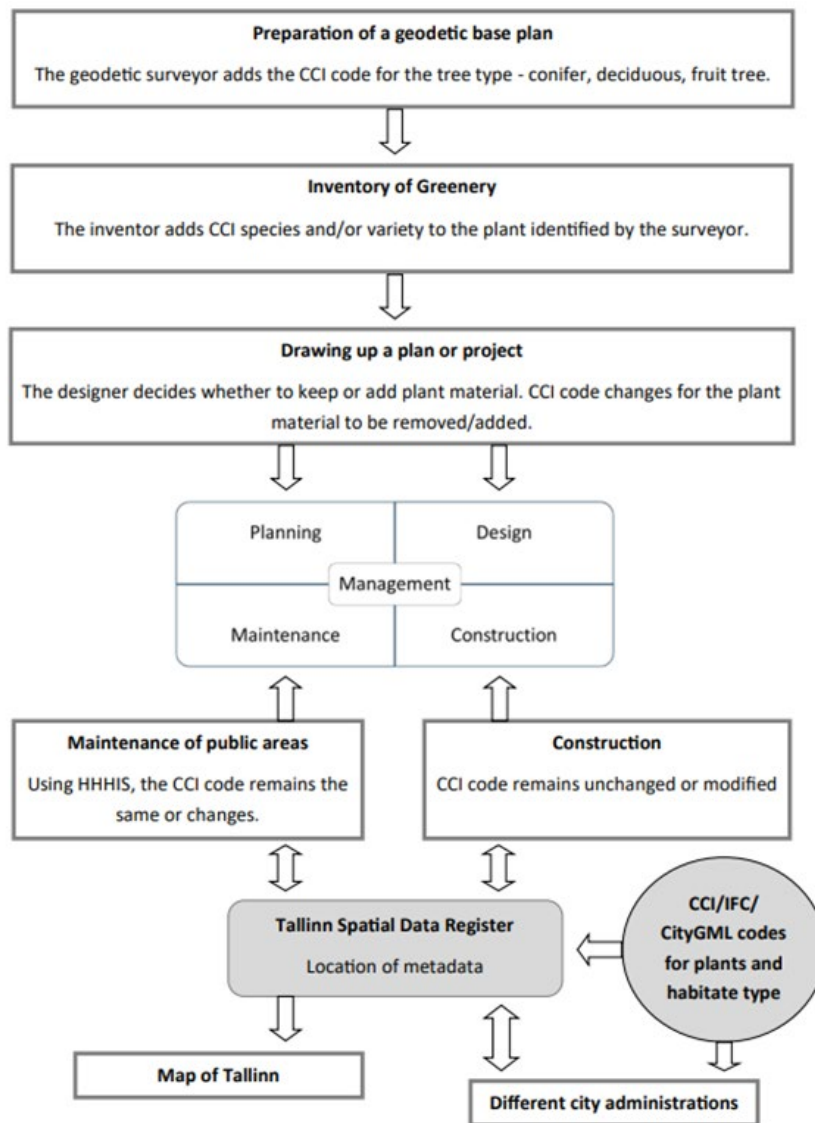 Preparation of a geodetic base plan
The geodetic surveyor adds the CCI code for the tree type - conifer, deciduous, fruit tree.
Inventory of Greenery
The inventor adds CCI species and/or variety to the plant identified by the surveyor.
Drawing up a plan or project
The designer decides whether to keep or add plant material. CCI code changes for the plant
material to be removed/added.
Planning
Design
Management
Maintenance
Construction
Maintenance of public areas
Using HHHIS, the CCI code remains the
same or changes.
Construction
CCI code remains unchanged or modified
Tallinn Spatial Data Register
Location of metadata
CCI/IFC/
CityGML codes
for plants and
habitate type
Map of Tallinn
Different city administrations